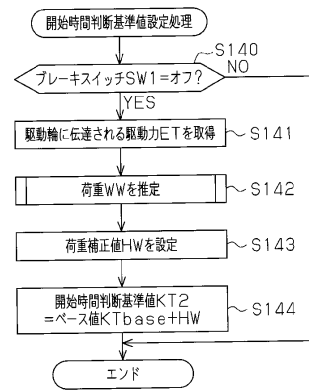 開始時間判断基準値設定処理
S140
ブレーキスイッチSW1=オフ?
NO
YES
駆動輪に伝達される駆動力ETを取得
S141
荷重WWを推定
S142
荷重補正値HWを設定
S143
開始時間判断基準値KT2
=ベース値KTbase+HW
S144
エンド